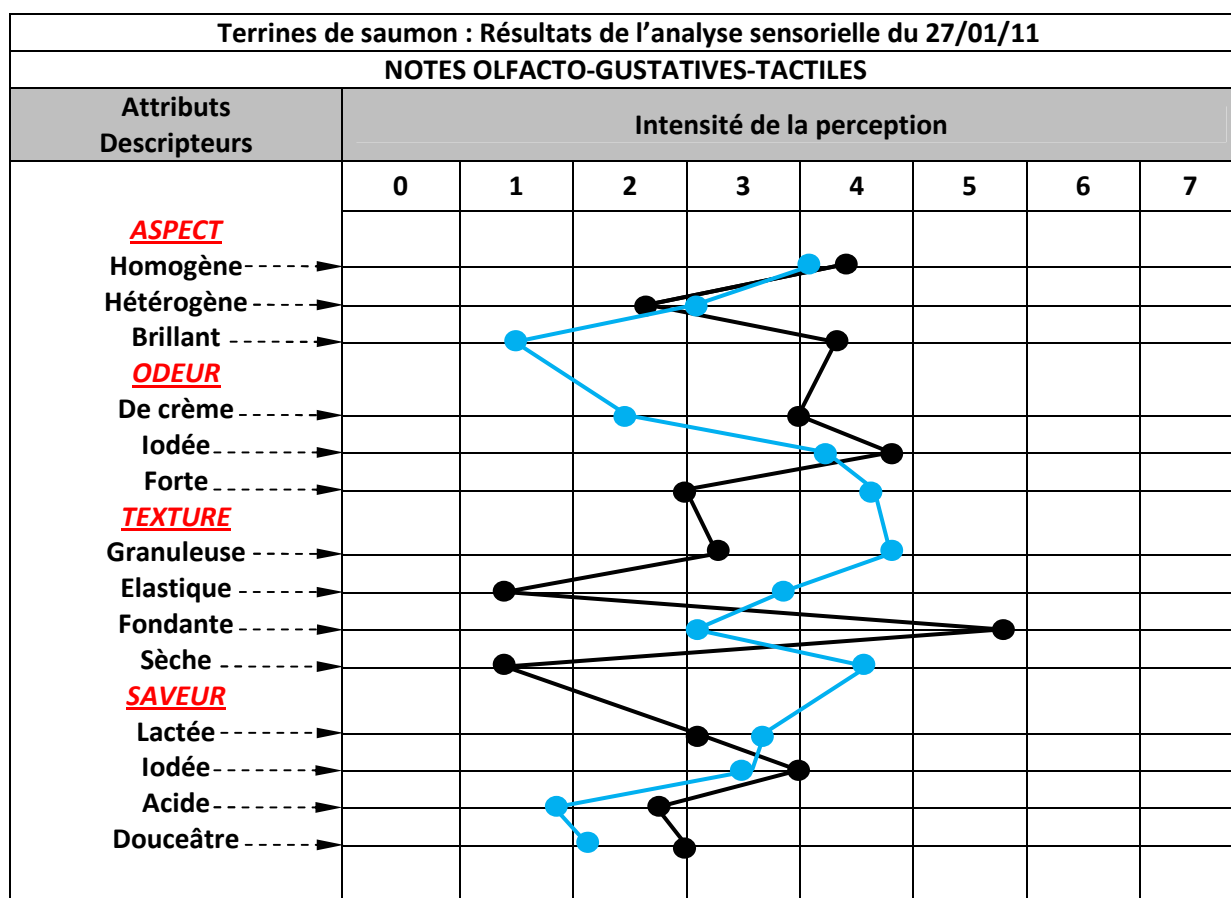 Terrines de saumon : Résultats de l’analyse sensorielle du 27/01/11
NOTES OLFACTO-GUSTATIVES-TACTILES
Attributs
Descripteurs
Intensité de la perception
0 1 2 3 4 5 6 7
ASPECT
Homogène
Hétérogène
Brillant
ODEUR
De crème
Iodée
Forte
TEXTURE
Granuleuse
Elastique
Fondante
Sèche
SAVEUR
Lactée
Iodée
Acide
Douceâtre